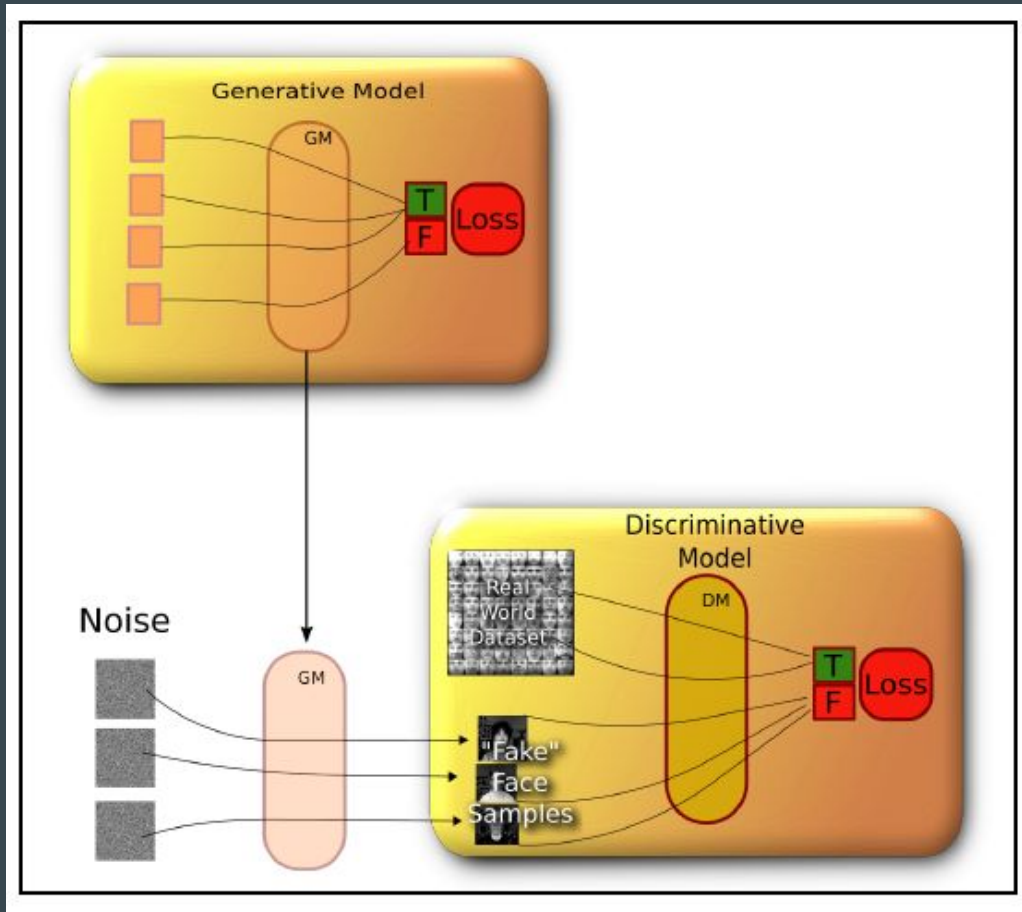 Generative Model
GM
T
Loss
F
Discriminative
Model
Real
World
Dataset
DM
T
Loss
F
Noise
GM
"Fake"
Face
Samples